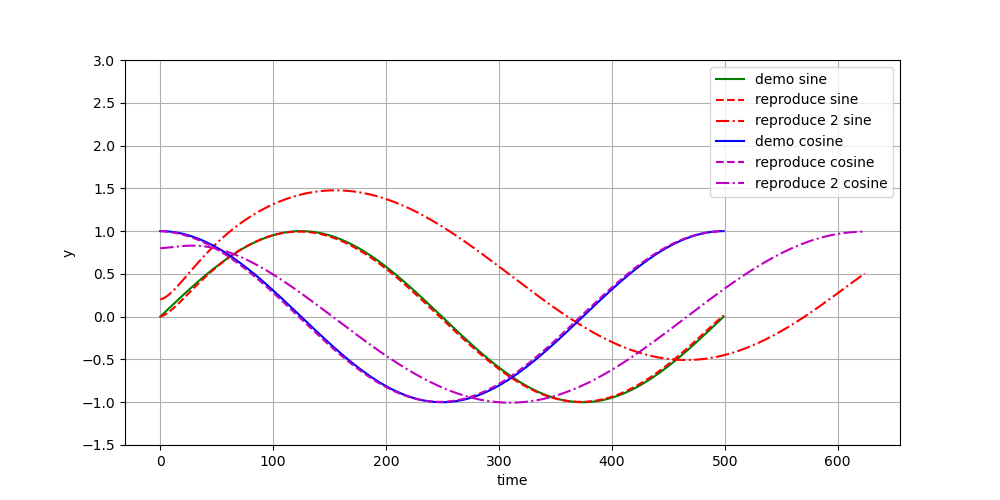 3.0
2.5
2.0
1.5
1.0
0.5
0.0
−0.5
−1.0
−1.5
y
0 100 200 300 400 500 600
time
demo sine
reproduce sine
reproduce 2 sine
demo cosine
reproduce cosine
reproduce 2 cosine